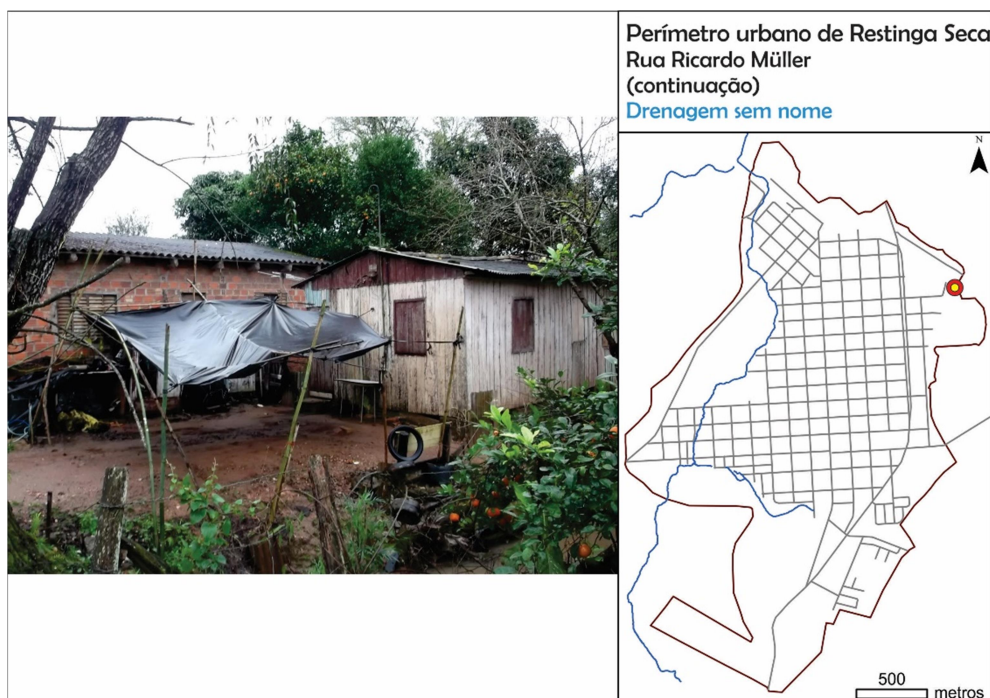 Perímetro urbano de Restinga Seca
Rua Ricardo Müller
(continuação)
Drenagem sem nome
N
500
metros